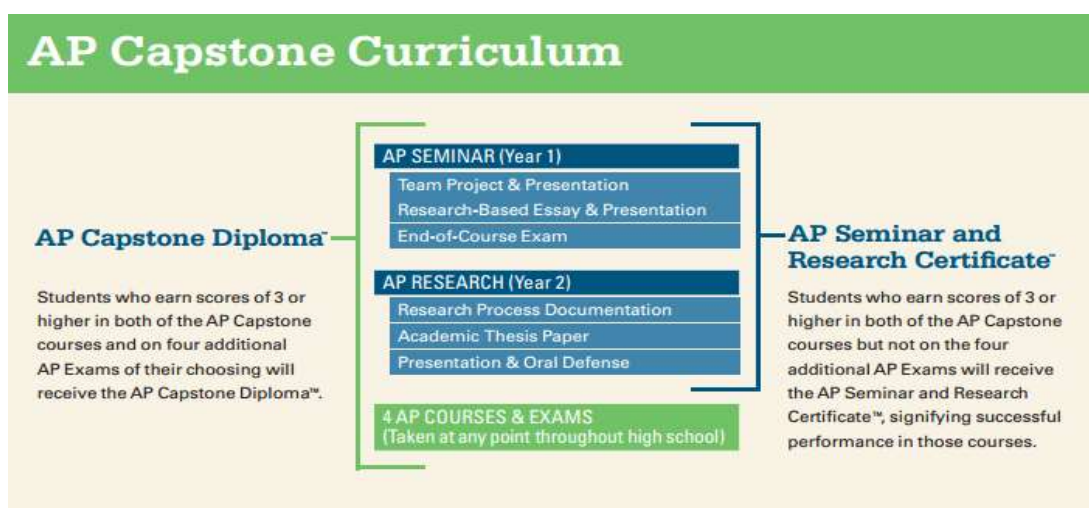 AP Capstone Curriculum
AP Capstone Diploma™
Students who earn scores of 3 or
higher in both of the AP Capstone
courses and on four additional
AP Exams of their choosing will
receive the AP Capstone Diploma™.
AP SEMINAR (Year 1)
Team Project & Presentation
Research-Based Essay & Presentation
End-of-Course Exam
AP RESEARCH (Year 2)
Research Process Documentation
Academic Thesis Paper
Presentation & Oral Defense
4 AP COURSES & EXAMS
(Taken at any point throughout high school)
AP Seminar and
Research Certificate™
Students who earn scores of 3 or
higher in both of the AP Capstone
courses but not on the four
additional AP Exams will receive
the AP Seminar and Research
Certificate™, signifying successful
performance in those courses.